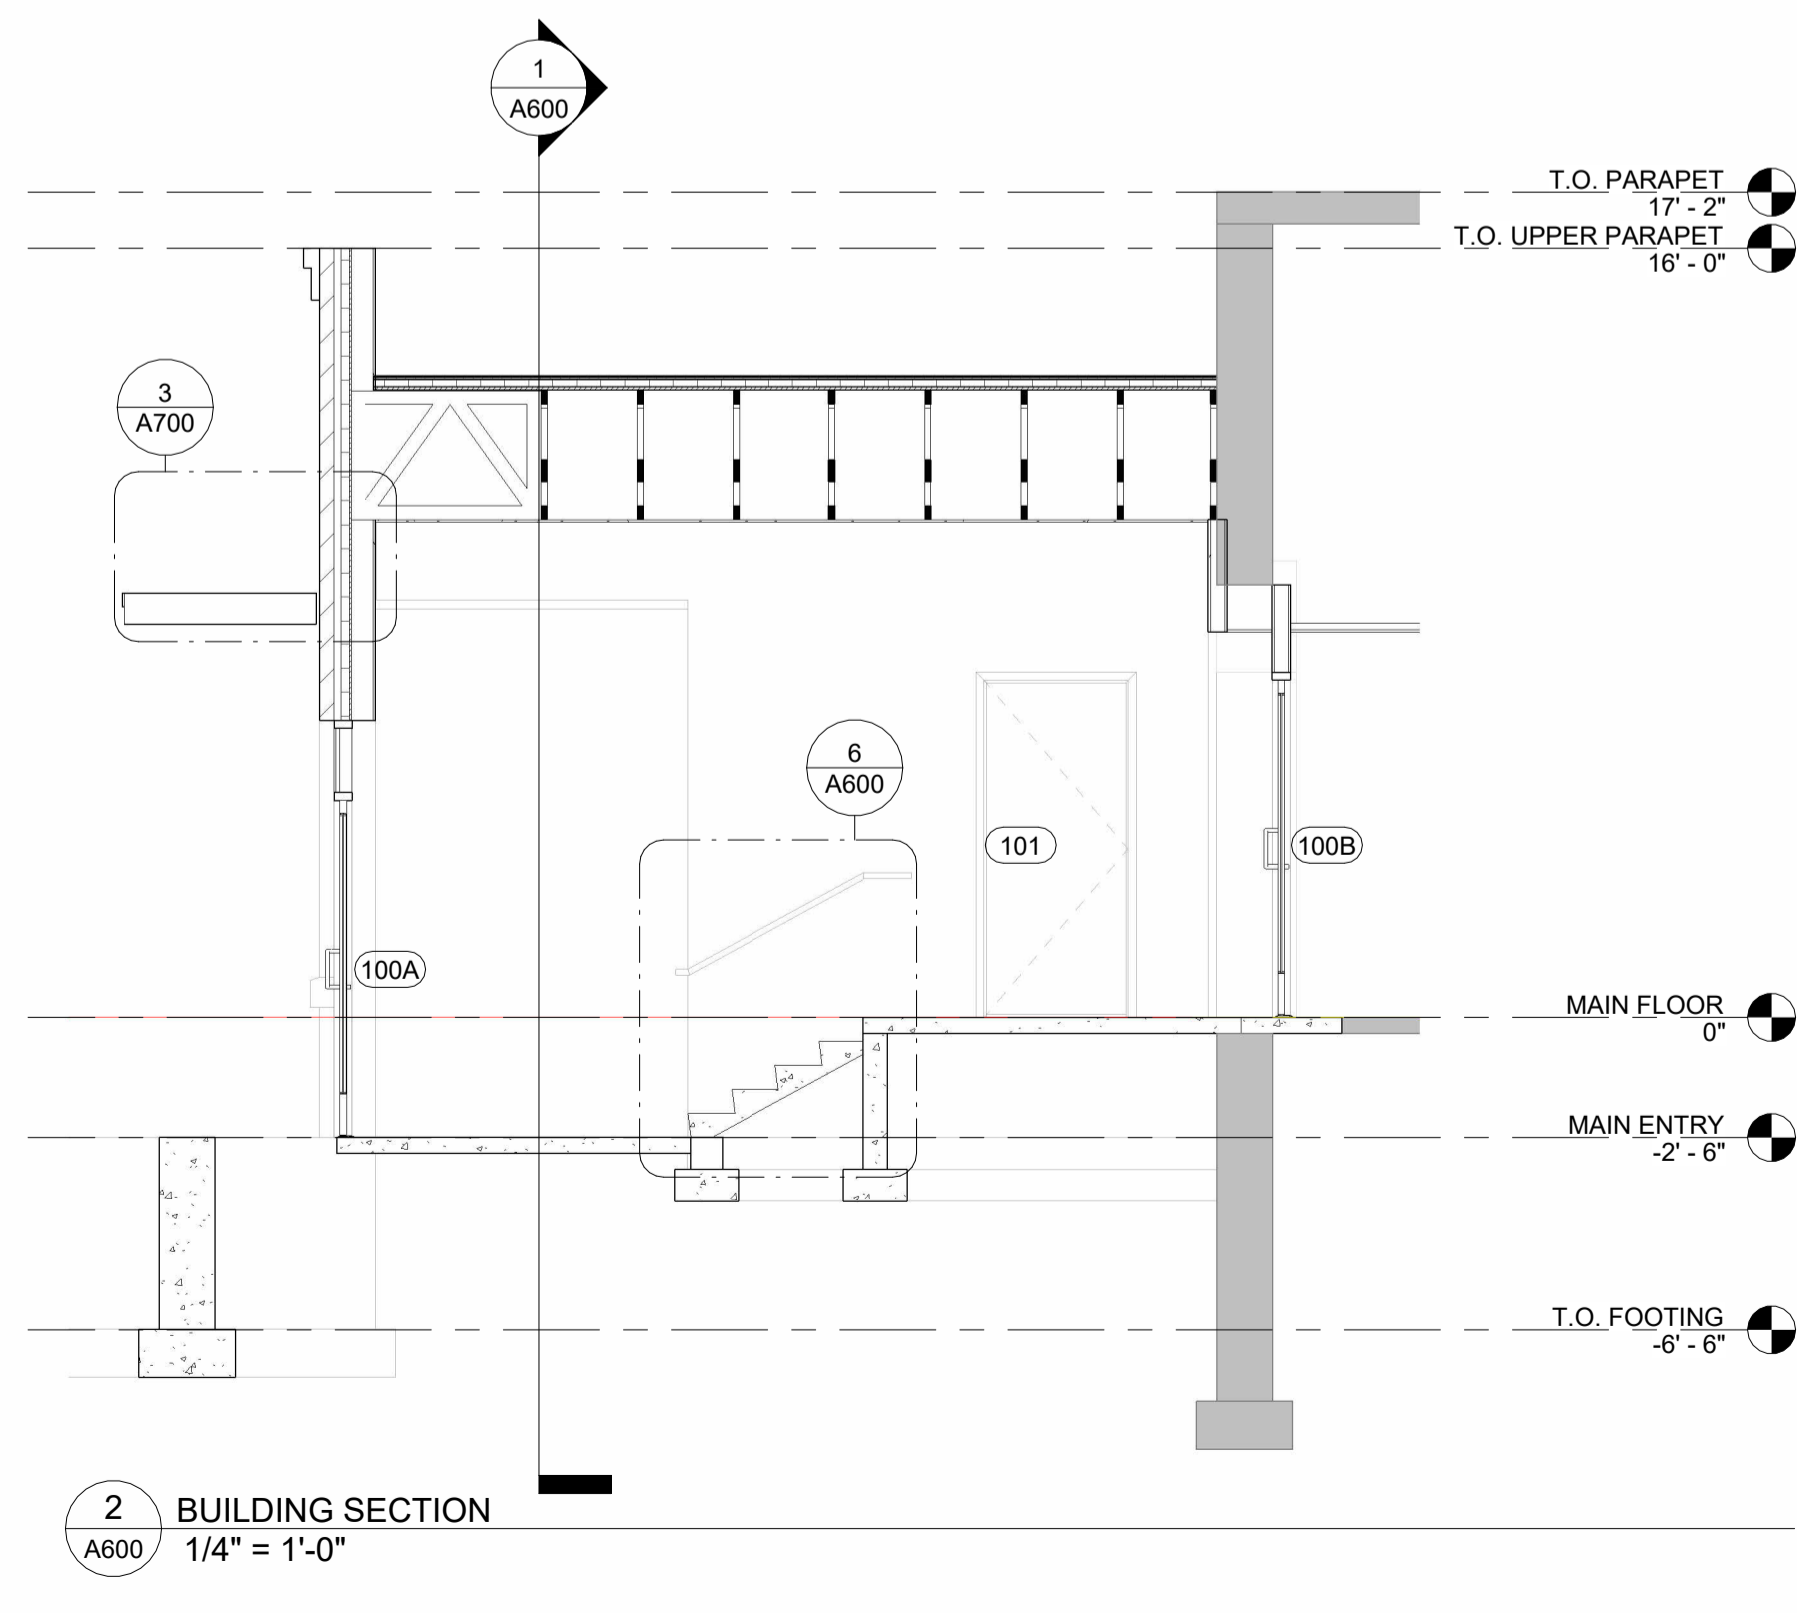 1
A600
T.O. PARAPET
17' - 2"
T.O. UPPER PARAPET
16' - 0"
3
A700
6
A600
101
100B
100A
MAIN FLOOR
0"
MAIN ENTRY
-2' - 6"
T.O. FOOTING
-6' - 6"
2
A600
BUILDING SECTION
1/4" = 1'-0"